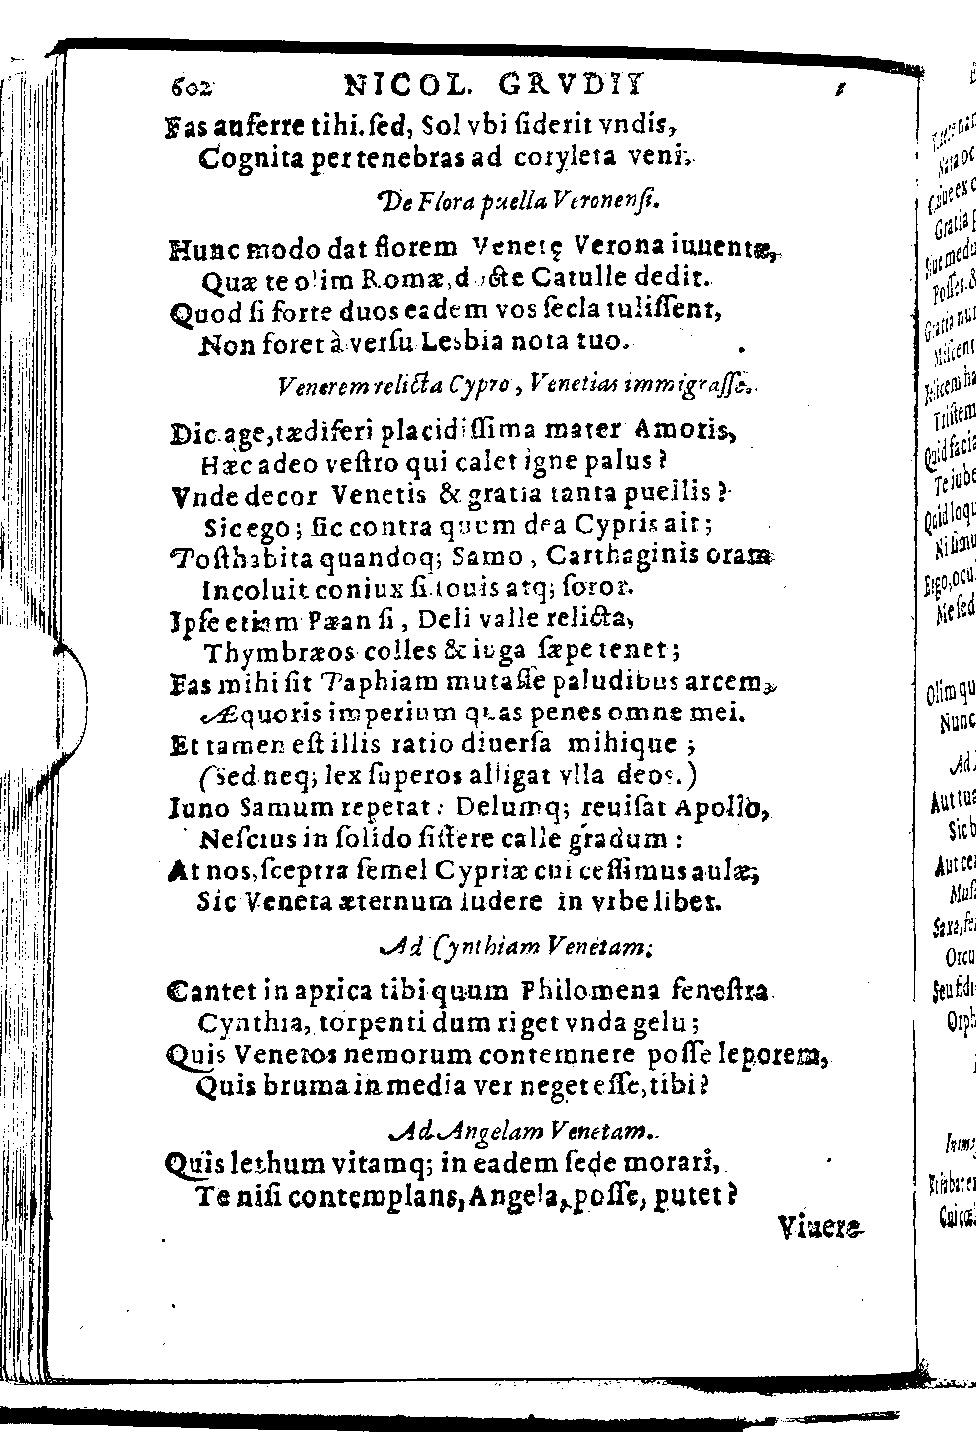 602 NICOL. GRVDII
Fas auferre tihi. ſed, Sol vbi ſiderit vndis,
Cognita per tenebras ad coryleta veni.
De Flora puella Veronenſi.
Hunc modo dat florem Venetę Verona iuuentæ,
Quæ te olim Romæ, docte Catulle dedit.
Quod ſi forte duos eadem vos ſecla tuliſſent,
Non foret à verſu Lesbia nota tuo.
Venerem relicta Cypro, Venetias immigraſſe.
Dic age, tædiferi placidiſſima mater Amoris,
Hæc adeo veſtro qui calet igne palus?
Vnde decor Venetis & gratia tanta puellis?
Sic ego; ſic contra quum dea Cypris ait;
Poſthabita quandoq; Samo, Carthaginis oram
Incoluit coniux ſi Iouis atq; ſoror.
Ipſe etiam Pæan ſi, Deli valle relicta,
Thymbræos colles & iuga ſæpe tenet;
Fas mihi ſit Paphiam mutaſſe paludibus arcem,
Æquoris imperium quas penes omne mei.
Et tamen eſt illis ratio diuerſa mihique;
(Sed neq; lex ſuperos alligat vlla deos.)
Iuno Samum repetat: Delumq; reuiſat Apollo,
Neſcius in ſolido ſiſtere calle gradum:
At nos, ſceptra ſemel Cypriæ cui ceſſimus aulæ,
Sic Veneta æternum ludere in vrbe libet.
Ad Cynthiam Venetam.
Cantet in aprica tibi quum Philomena feneſtra
Cynthia, torpenti dum riget vnda gelu;
Quis Venetos nemorum contemnere poſſe leporem,
Quis bruma in media ver neget eſſe, tibi?
Ad Angelam Venetam.
Quis lethum vitamq; in eadem ſede morari,
Te niſi contemplans, Angela, poſſe, putet?
Viuere